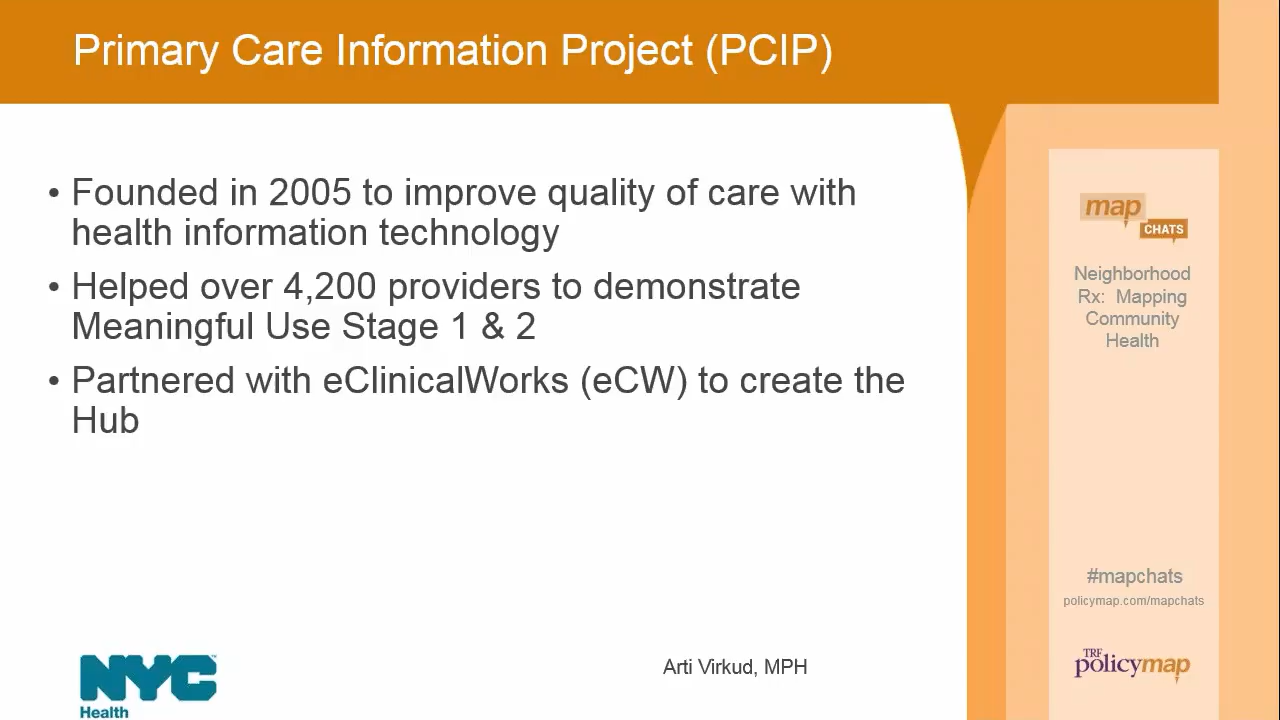 Primary Care Information Project (PCIP)
• Founded in 2005 to improve quality of care with
health information technology
• Helped over 4,200 providers to demonstrate
Meaningful Use Stage 1 & 2
• Partnered with eClinicalWorks (eCW) to create the
Hub
map
CHATS
Neighborhood
Rx: Mapping
Community
Health
#mapchats
policymap.com/mapchats
TRF
policymap
Arti Virkud, MPH
NYC™
Health